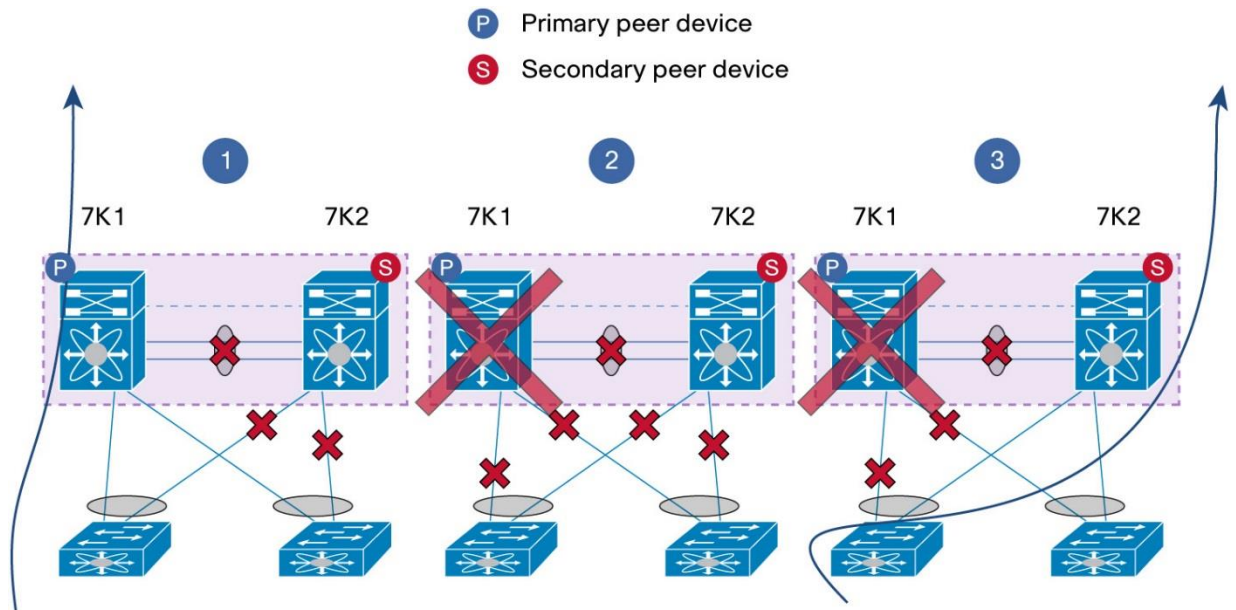 P Primary peer device
S Secondary peer device
1 2 3
7K1 7K2 7K1 7K2 7K1 7K2
P S P S P S